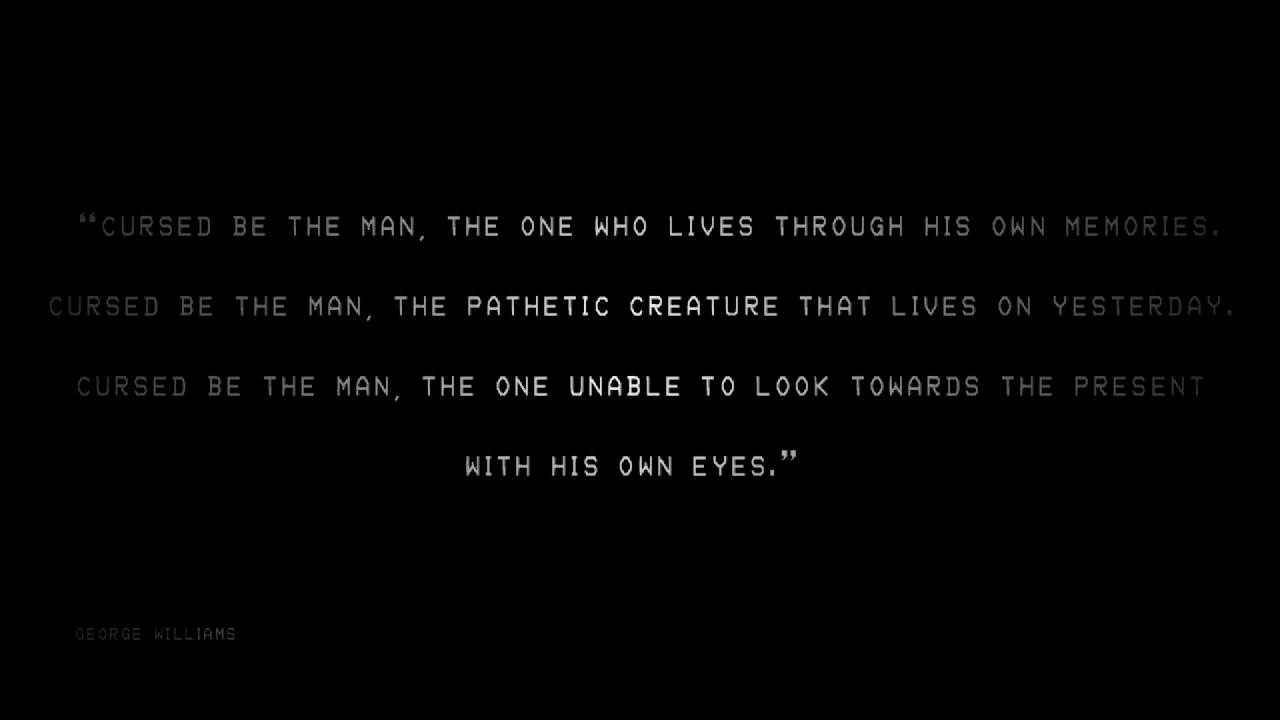 “CURSED BE THE MAN, THE ONE WHO LIVES THROUGH HIS OWN MEMORIES.
CURSED BE THE MAN, THE PATHETIC CREATURE THAT LIVES ON YESTERDAY.
CURSED BE THE MAN, THE ONE UNABLE TO LOOK TOWARDS THE PRESENT
WITH HIS OWN EYES.”
GEORGE WILLIAMS